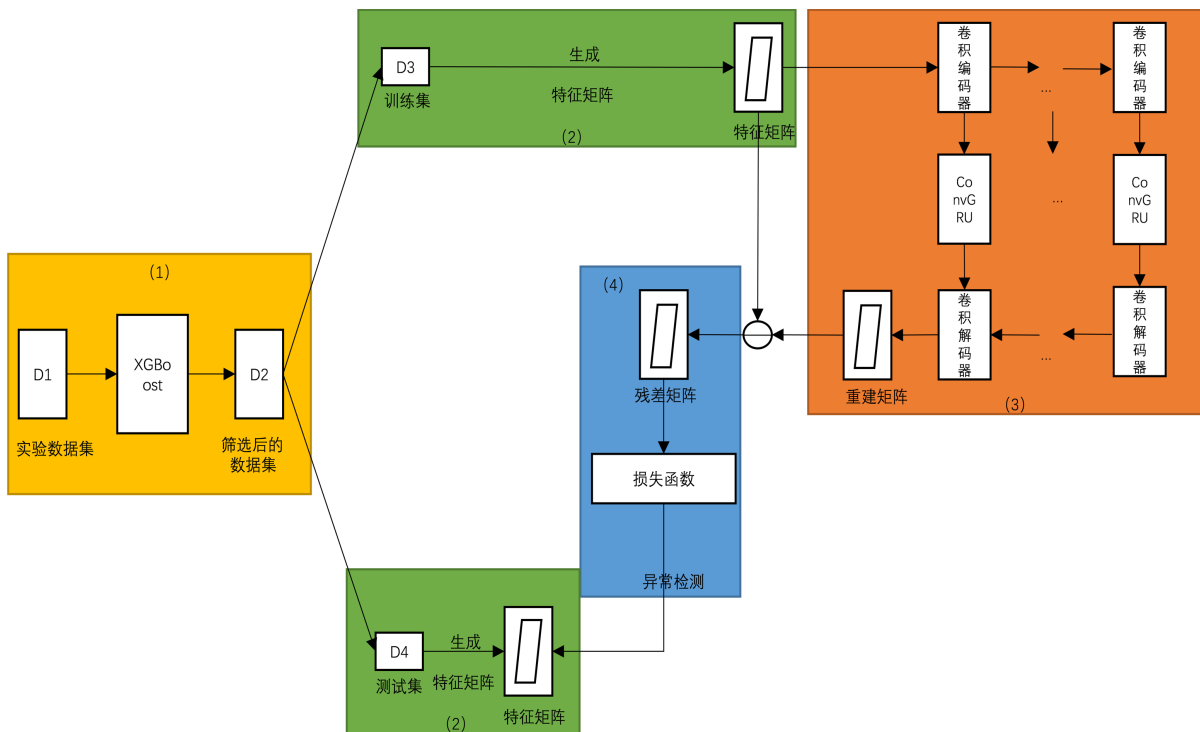 (1)
D1
实验数据集
XGBo
ost
D2
筛选后的
数据集
D3
训练集
生成
特征矩阵
特征矩阵
(2)
卷
积
编
码
器
...
卷
积
编
码
器
Co
nvG
RU
...
Co
nvG
RU
卷
积
解
码
器
...
卷
积
解
码
器
重建矩阵
(3)
(4)
残差矩阵
损失函数
异常检测
D4
测试集
生成
特征矩阵
特征矩阵
(2)